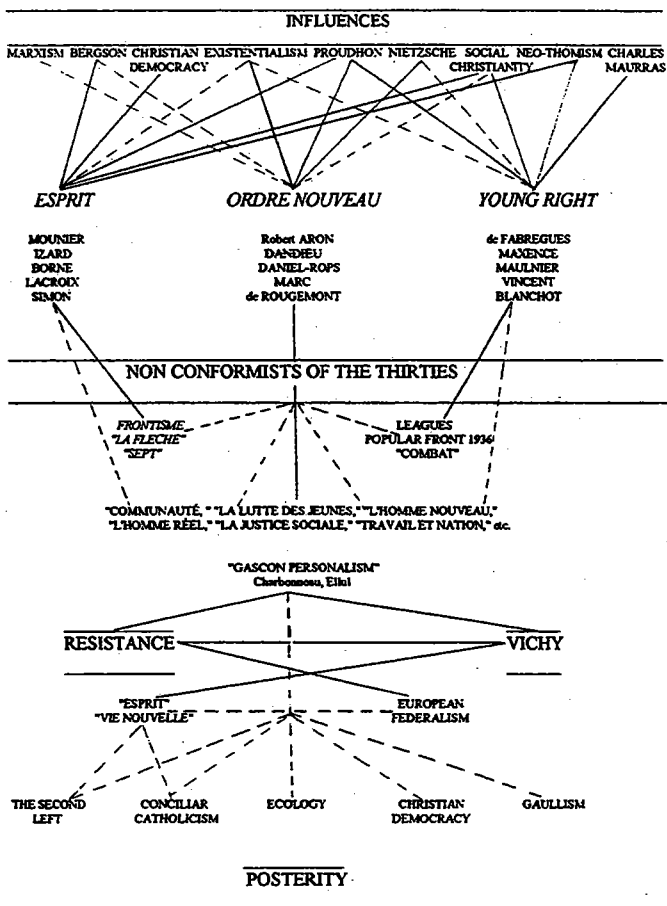 INFLUENCES
MARXISM BERGSON CHRISTIAN EXISTENTIALISM PROUDHON NIETZSCHE SOCIAL NEO-THOMISM CHARLES
DEMOCRACY CHRISTIANITY MAURRAS
ESPRIT ORDRE NOUVEAU YOUNG RIGHT
MOUNIER Robert ARON de FABREGUES
IZARD DANDIEU MAXENCE
BORNE DANIEL-ROPS MAULNIER
LACROIX MARC VINCENT
SIMON de ROUGEMONT BLANCHOT
NON CONFORMISTS OF THE THIRTIES
FRONTISME LEAGUES
"LA FLECHE" POPULAR FRONT 1936
"SEPT" "COMBAT"
"COMMUNAUTÉ," "LA LUTTE DES JEUNES," "L'HOMME NOUVEAU,"
"L'HOMME RÉEL," "LA JUSTICE SOCIALE," "TRAVAIL ET NATION," etc.
"GASCON PERSONALISM"
Charbonneau, Ellul
RESISTANCE VICHY
"ESPRIT" EUROPEAN
"VIE NOUVELLE" FEDERALISM
THE SECOND CONCILIAR ECOLOGY CHRISTIAN GAULLISM
LEFT CATHOLICISM DEMOCRACY
POSTERITY